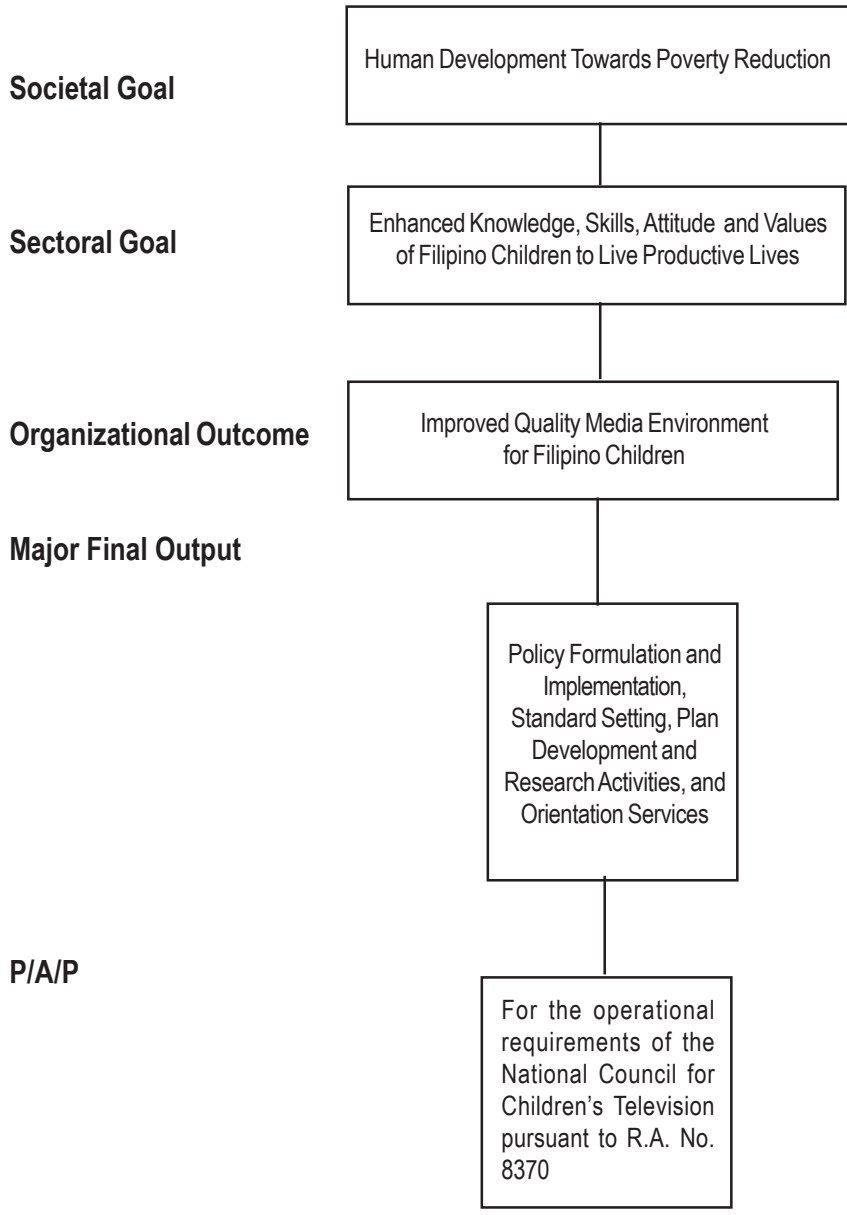 Human Development Towards Poverty Reduction
Societal Goal
Enhanced Knowledge, Skills, Attitude and Values
Sectoral Goal
of Filipino Children to Live Productive Lives
Improved Quality Media Environment
Organizational Outcome
for Filipino Children
Major Final Output
Policy Formulation and
Implementation,
Standard Setting, Plan
Development and
Research Activities, and
Orientation Services
P/A/P
For the operational
requirements of the
National Council for
Children's Television
pursuant to R.A. No.
8370